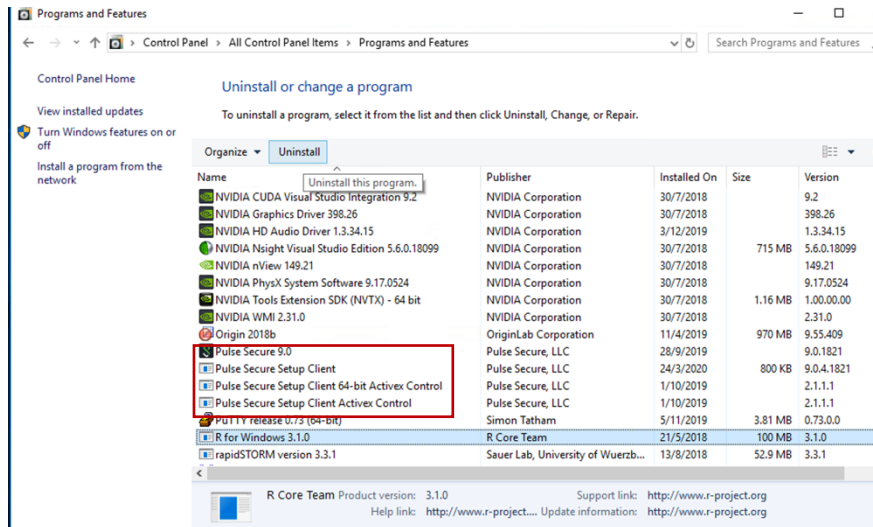 Programs and Features
Control Panel > All Control Panel Items > Programs and Features
Search Programs and Features
Control Panel Home
View installed updates
Turn Windows features on or
off
Install a program from the
network
Uninstall or change a program
To uninstall a program, select it from the list and then click Uninstall, Change, or Repair.
Organize Uninstall
Name Publisher Installed On Size Version
Uninstall this program.
NVIDIA CUDA Visual Studio Integration 9.2 NVIDIA Corporation 30/7/2018 9.2
NVIDIA Graphics Driver 398.26 NVIDIA Corporation 30/7/2018 398.26
NVIDIA HD Audio Driver 1.3.34.15 NVIDIA Corporation 3/12/2019 1.3.34.15
NVIDIA Nsight Visual Studio Edition 5.6.0.18099 NVIDIA Corporation 30/7/2018 715 MB 5.6.0.18099
NVIDIA nView 149.21 NVIDIA Corporation 30/7/2018 149.21
NVIDIA PhysX System Software 9.17.0524 NVIDIA Corporation 30/7/2018 9.17.0524
NVIDIA Tools Extension SDK (NVTX) - 64 bit NVIDIA Corporation 30/7/2018 1.16 MB 1.00.00.00
NVIDIA WMI 2.31.0 NVIDIA Corporation 30/7/2018 2.31.0
Origin 2018b OriginLab Corporation 11/4/2019 970 MB 9.55.409
Pulse Secure 9.0 Pulse Secure, LLC 28/9/2019 9.0.1821
Pulse Secure Setup Client Pulse Secure, LLC 24/3/2020 800 KB 9.0.4.1821
Pulse Secure Setup Client 64-bit Activex Control Pulse Secure, LLC 1/10/2019 2.1.1.1
Pulse Secure Setup Client Activex Control Pulse Secure, LLC 1/10/2019 2.1.1.1
PuTTY release 0.73 (64-bit) Simon Tatham 5/11/2019 3.81 MB 0.73.0.0
R for Windows 3.1.0 R Core Team 21/5/2018 100 MB 3.1.0
rapidSTORM version 3.3.1 Sauer Lab, University of Wuerzb... 13/8/2018 52.9 MB 3.3.1
R Core Team Product version: 3.1.0 Support link: http://www.r-project.org
Help link: http://www.r-project.... Update information: http://www.r-project.org